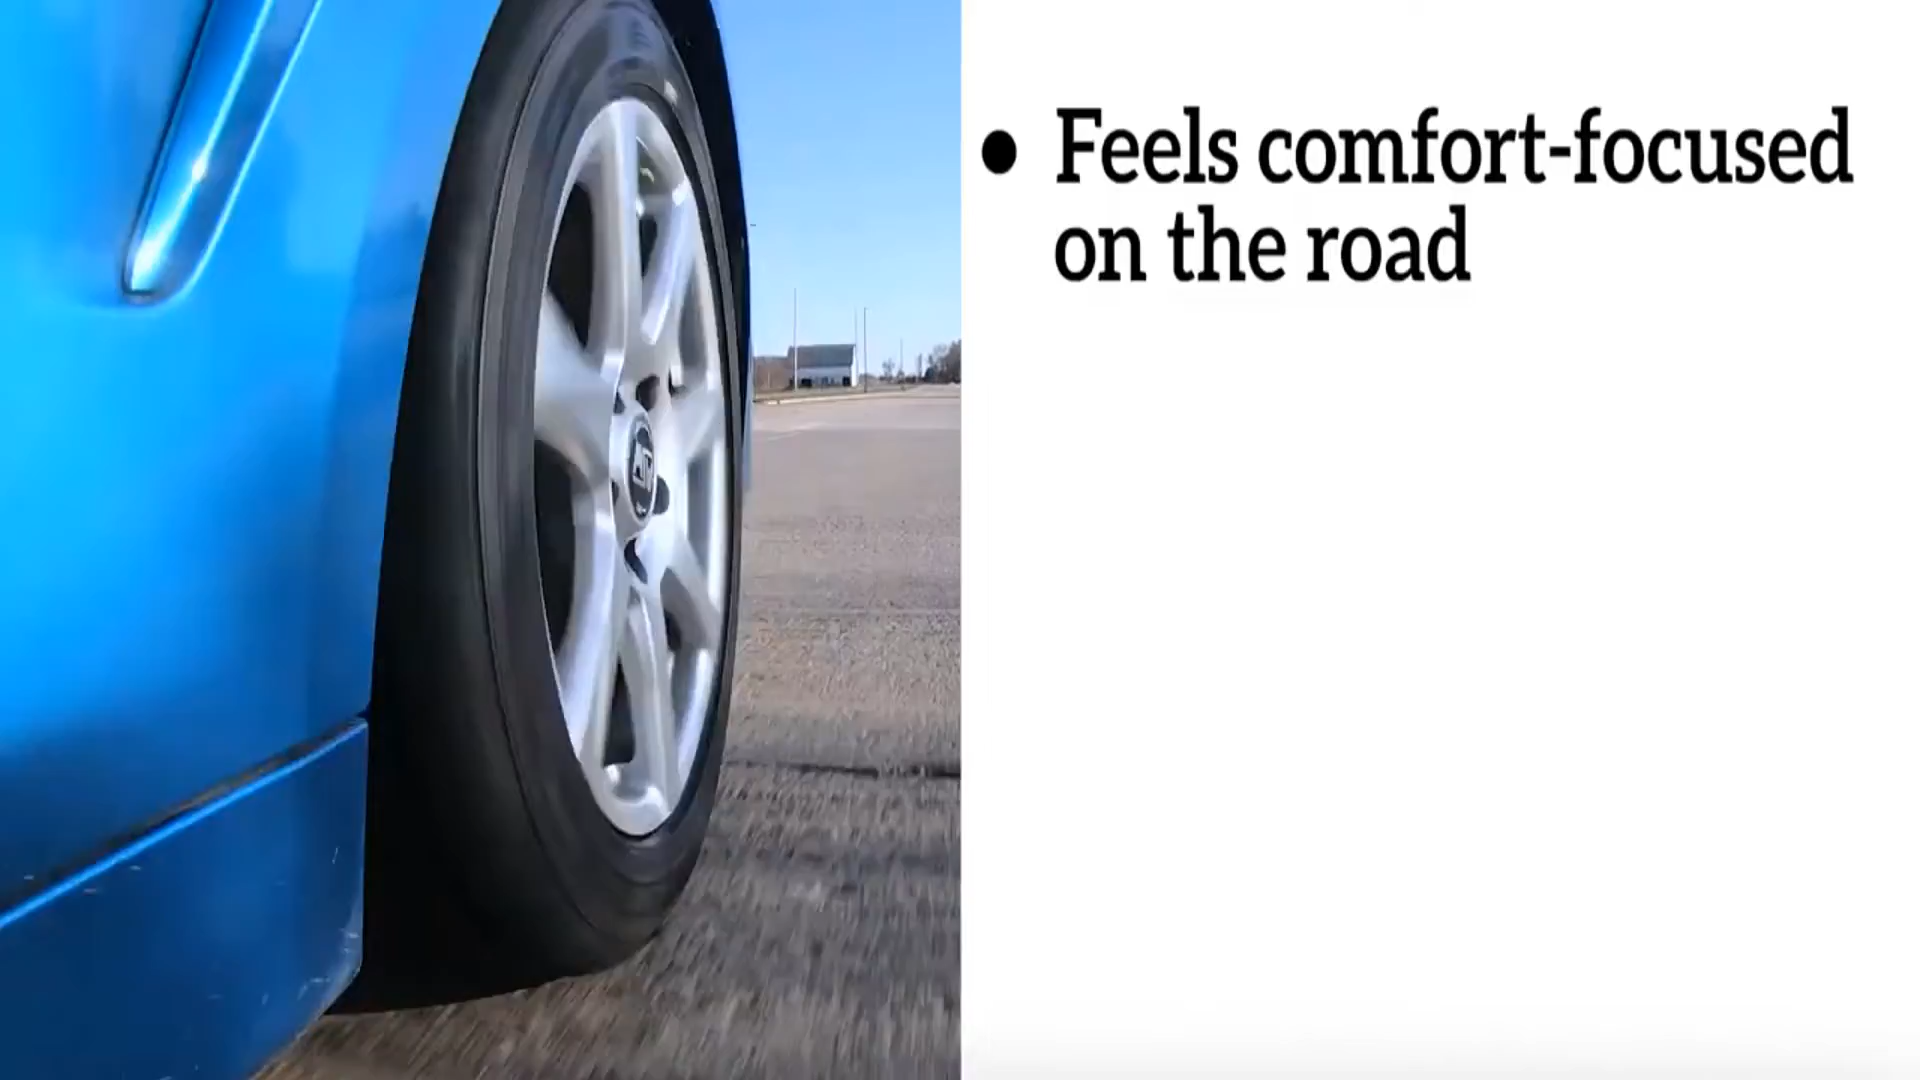 • Feels comfort-focused
on the road